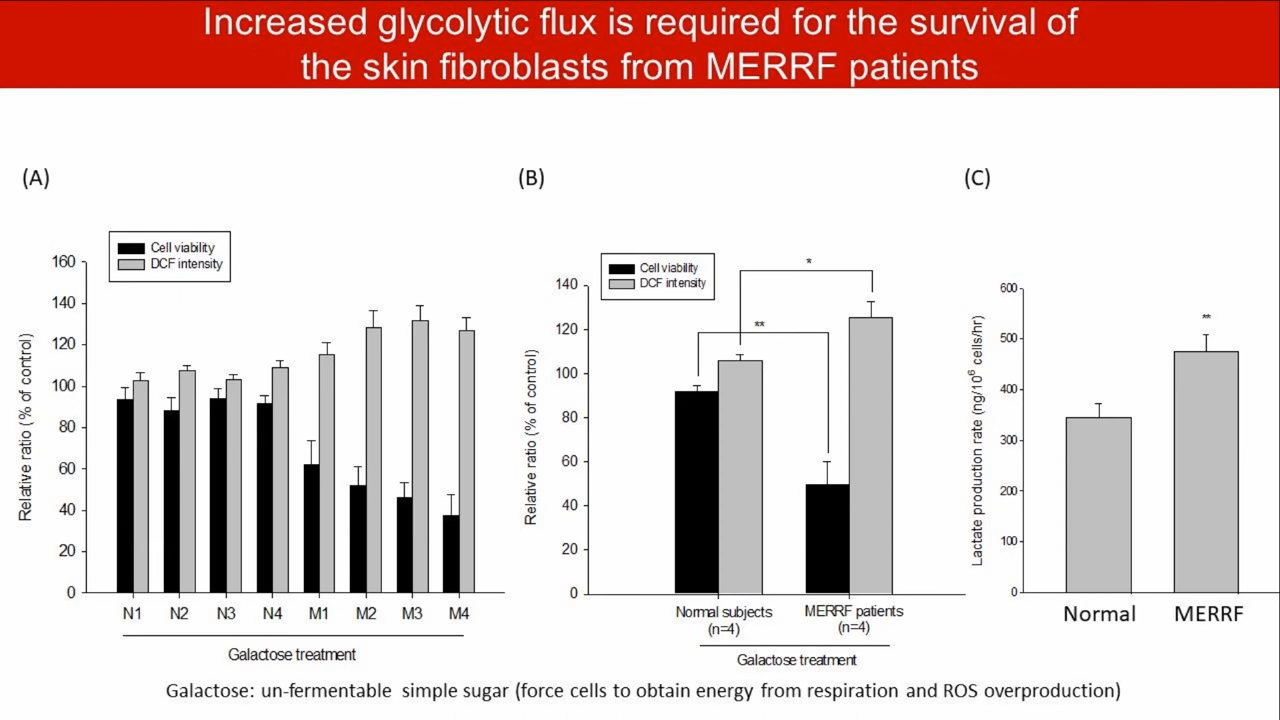 Increased glycolytic flux is required for the survival of
the skin fibroblasts from MERRF patients
(A)
Cell viability
DCF intensity
160
140
120
100
80
60
40
20
0
Relative ratio (% of control)
N1 N2 N3 N4 M1 M2 M3 M4
Galactose treatment
(B)
Cell viability
DCF intensity
*
**
140
120
100
80
60
40
20
0
Relative ratio (% of control)
Normal subjects MERRF patients
(n=4) (n=4)
Galactose treatment
(C)
**
600
500
400
300
200
100
0
Lactate production rate (ng/10⁶ cells/hr)
Normal MERRF
Galactose: un-fermentable simple sugar (force cells to obtain energy from respiration and ROS overproduction)